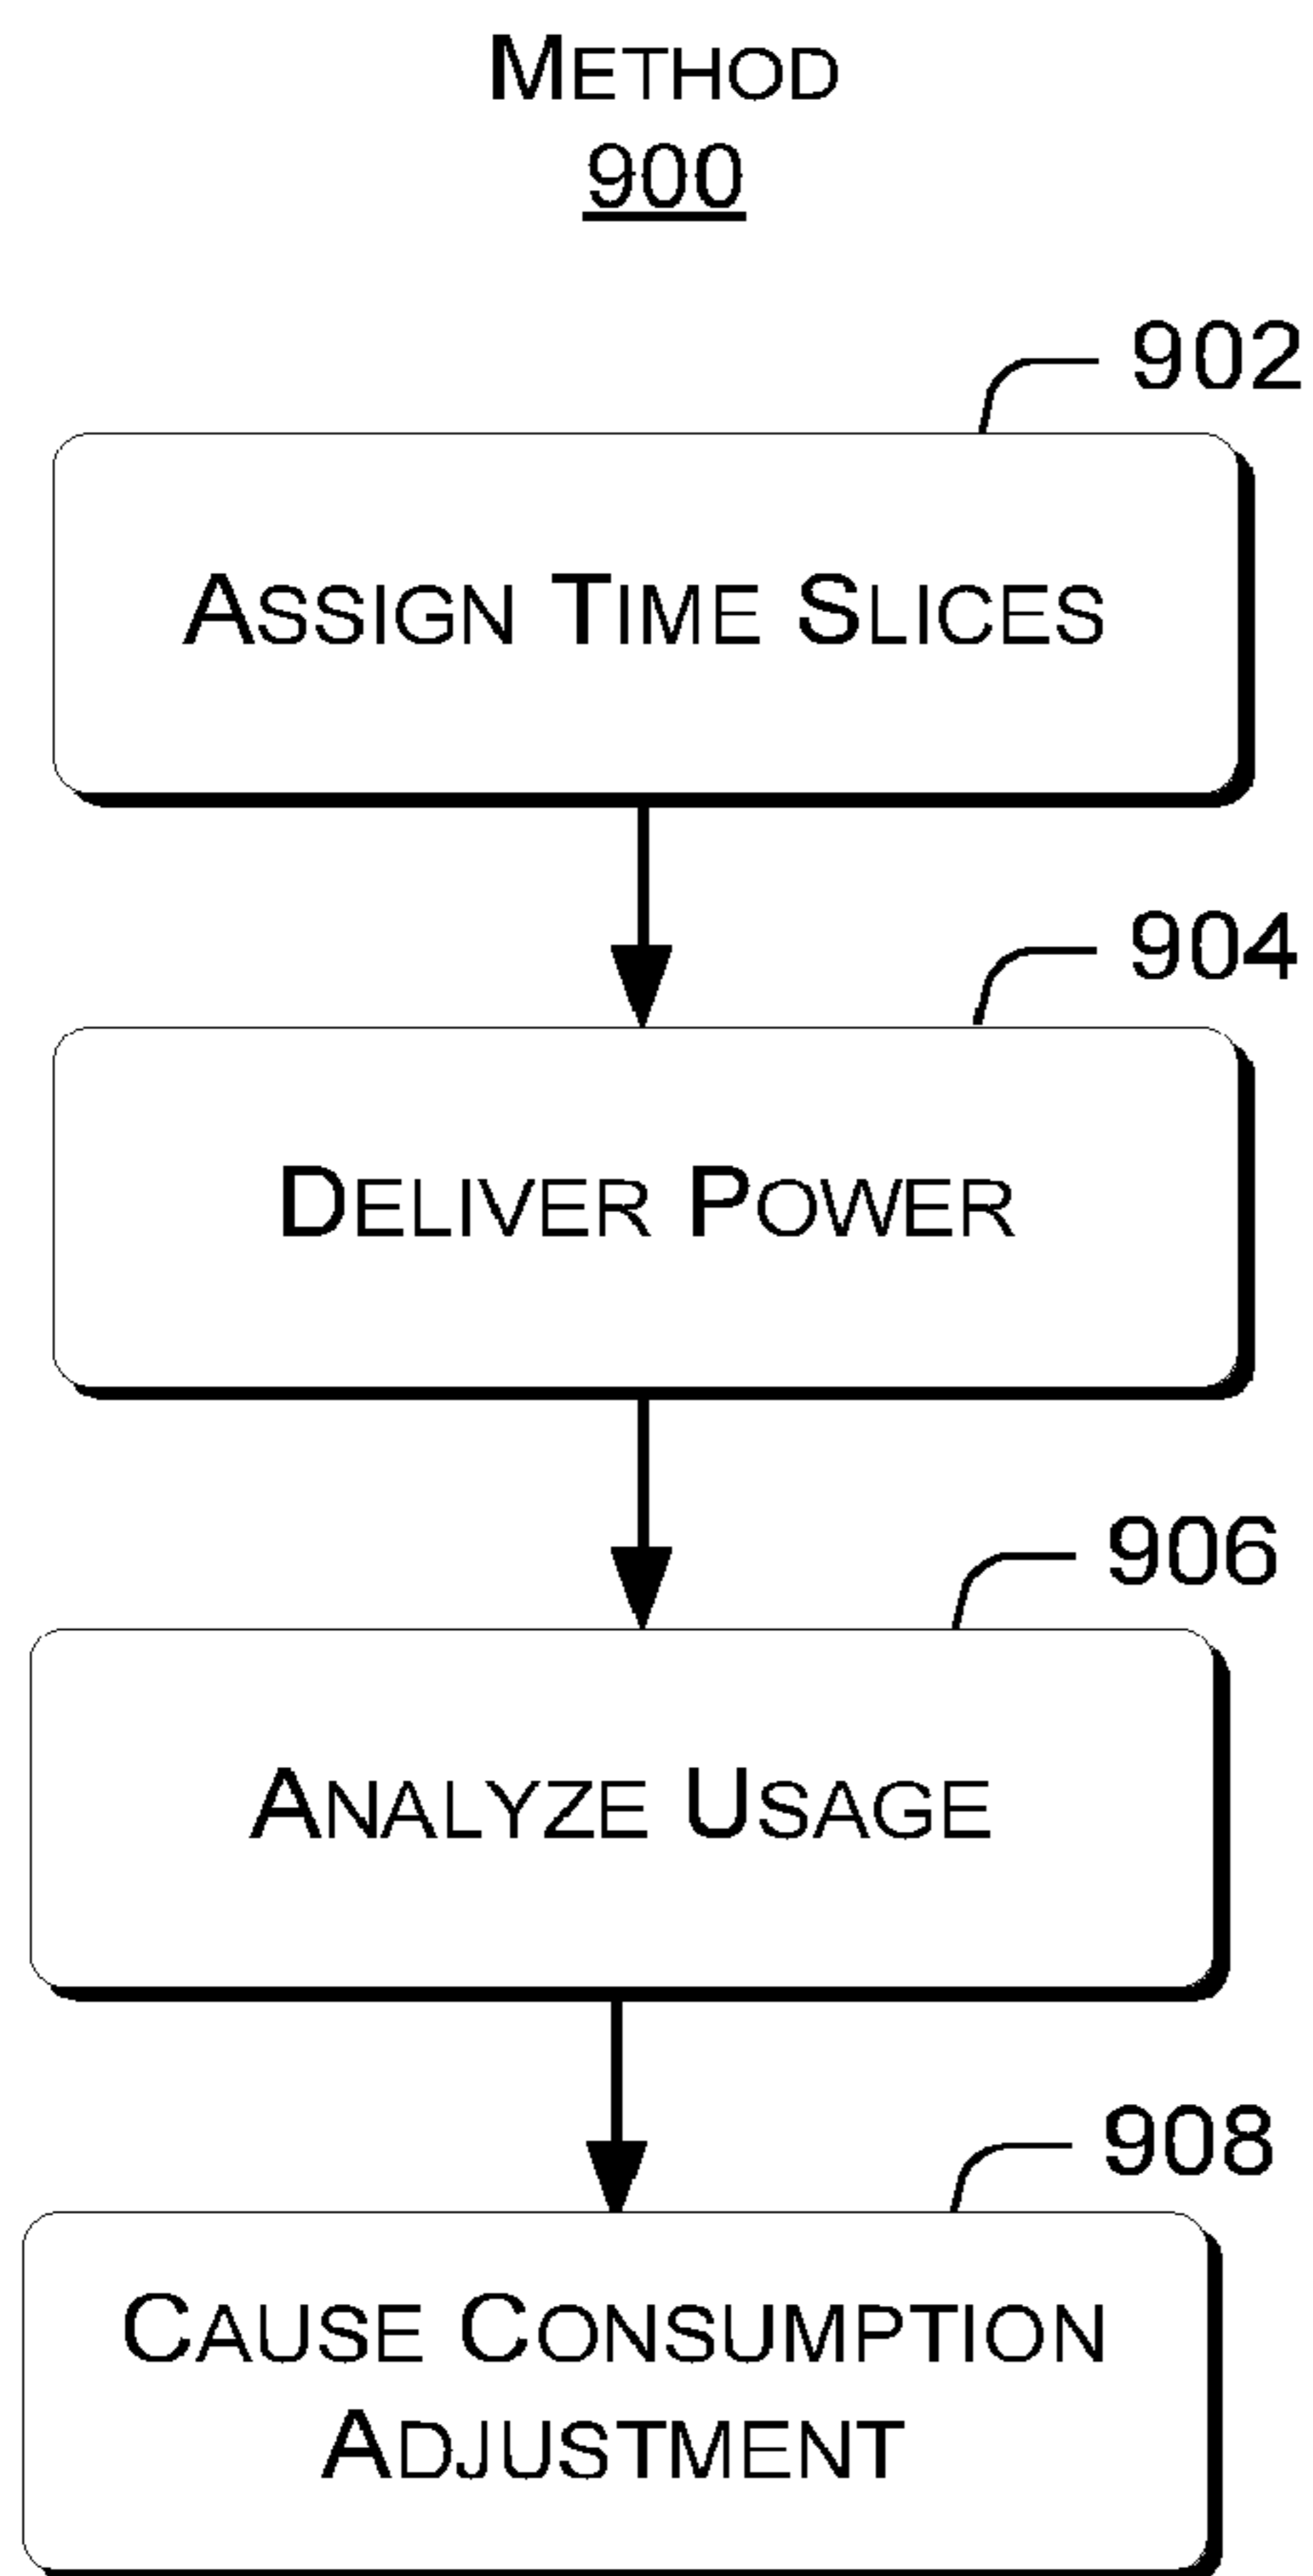 METHOD
900
902
ASSIGN TIME SLICES
904
DELIVER POWER
906
ANALYZE USAGE
908
CAUSE CONSUMPTION
ADJUSTMENT